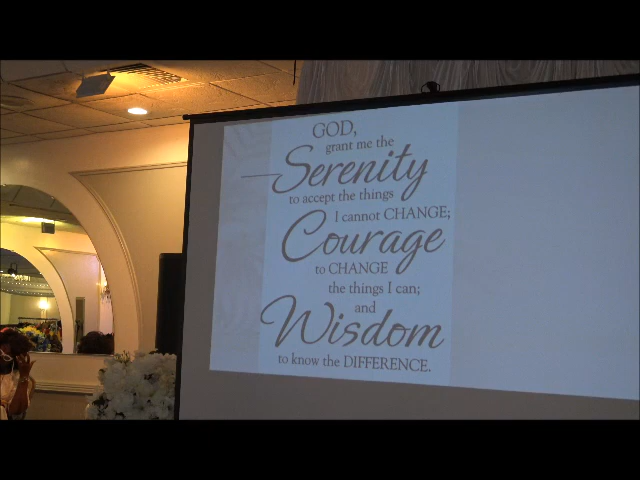 GOD,
grant me the
Serenity
to accept the things
I cannot CHANGE;
Courage
to CHANGE
the things I can;
and
Wisdom
to know the DIFFERENCE.